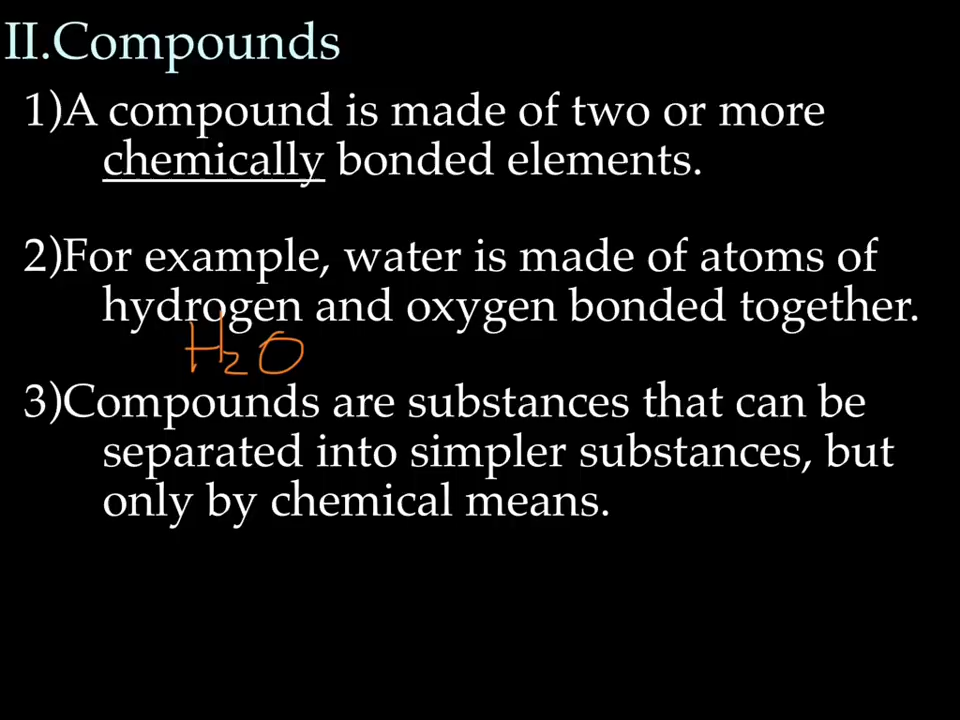 II.Compounds
1)A compound is made of two or more
chemically bonded elements.
2)For example, water is made of atoms of
hydrogen and oxygen bonded together.
H2O
3)Compounds are substances that can be
separated into simpler substances, but
only by chemical means.